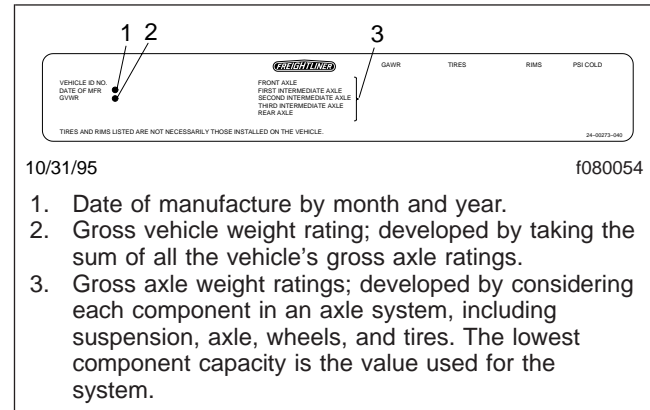 1 2 3
FREIGHTLINER GAWR TIRES RIMS PSI COLD
VEHICLE ID NO. FRONT AXLE
DATE OF MFR FIRST INTERMEDIATE AXLE
GVWR SECOND INTERMEDIATE AXLE
THIRD INTERMEDIATE AXLE
REAR AXLE
TIRES AND RIMS LISTED ARE NOT NECESSARILY THOSE INSTALLED ON THE VEHICLE. 24–00273–040
10/31/95 f080054
1. Date of manufacture by month and year.
2. Gross vehicle weight rating; developed by taking the
sum of all the vehicle's gross axle ratings.
3. Gross axle weight ratings; developed by considering
each component in an axle system, including
suspension, axle, wheels, and tires. The lowest
component capacity is the value used for the
system.